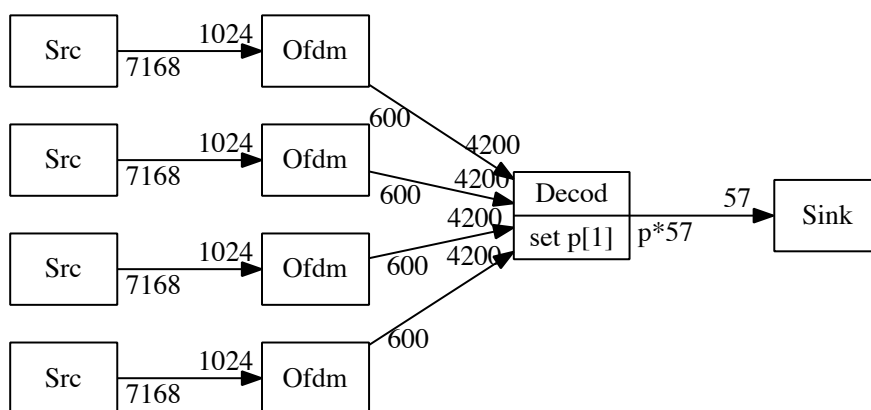 Src
7168
1024
Ofdm
600
4200
Src
7168
1024
Ofdm
600
4200
Src
7168
1024
Ofdm
600
4200
Src
7168
1024
Ofdm
600
4200
Decod
set p[1]
p*57
57
Sink